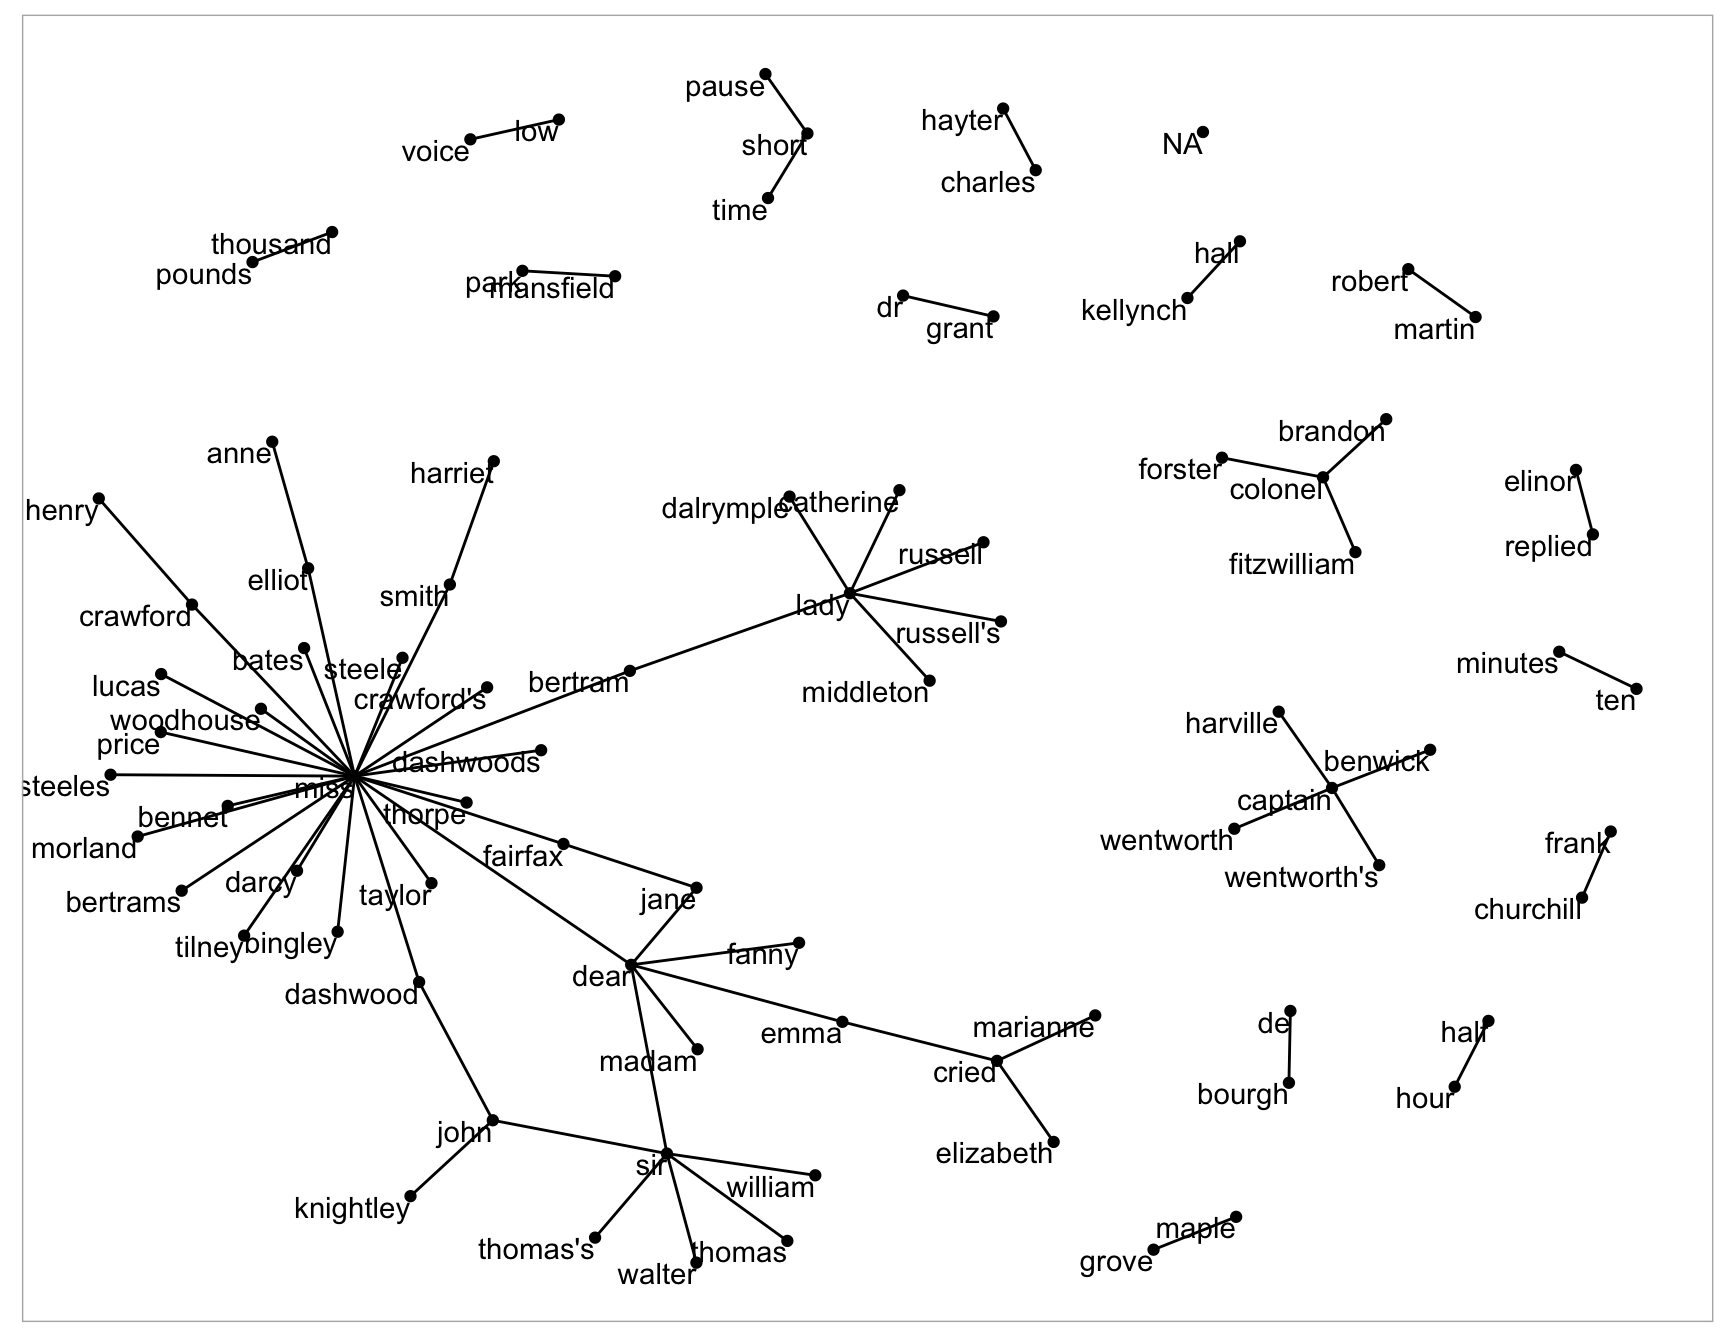 pause
hayter
low
NA
short
voice
charles
time
thousand
hall
pounds
robert
park
mansfield
dr
kellynch
grant
martin
brandon
anne
harriet
forster
elinor
colonel
catherine
dalrymple
henry
replied
russell
fitzwilliam
elliot
smith
lady
crawford
russell's
bates
minutes
steele
bertram
lucas
middleton
crawford's
ten
woodhouse
harville
price
benwick
dashwoods
steeles
miss
captain
thorpe
bennet
wentworth
frank
morland
fairfax
wentworth's
darcy
taylor
jane
bertrams
churchill
bingley
tilney
fanny
dear
dashwood
de
marianne
emma
half
madam
cried
bourgh
hour
john
elizabeth
sir
william
knightley
maple
thomas's
thomas
grove
walter